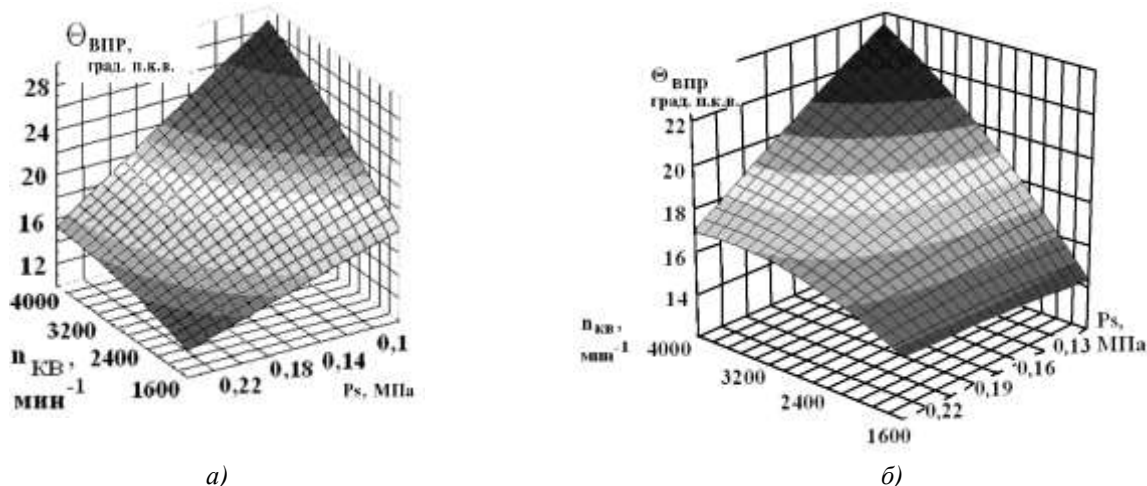 Θ ВПР,
град. п.к.в.
28
24
20
16
12
4000
3200
2400
1600
n КВ,
мин -1
0,22
0,18
0,14
0,1
Ps, МПа
а)
Θ впр
град. п.к.в.
22
20
18
16
14
n кв,
мин -1
4000
3200
2400
1600
0,22
0,19
0,16
0,13
Ps,
МПа
б)